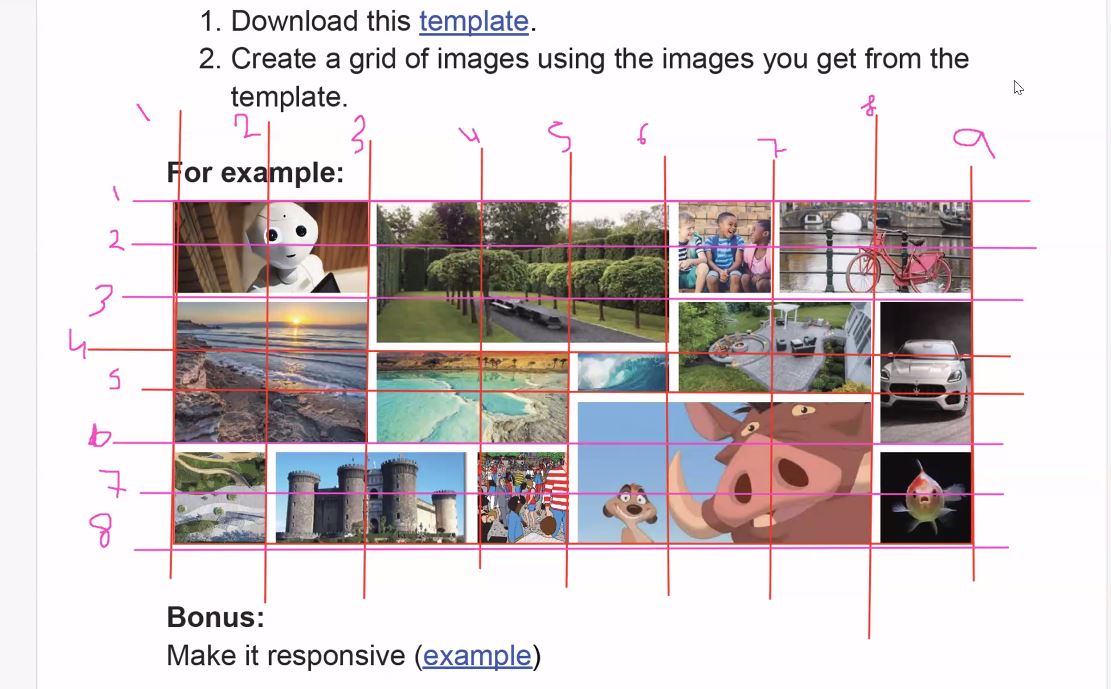 1. Download this template.
2. Create a grid of images using the images you get from the
template.
1 2 3 4 5 6 7 8 9
For example:
1
2
3
4
5
6
7
8
Bonus:
Make it responsive (example)